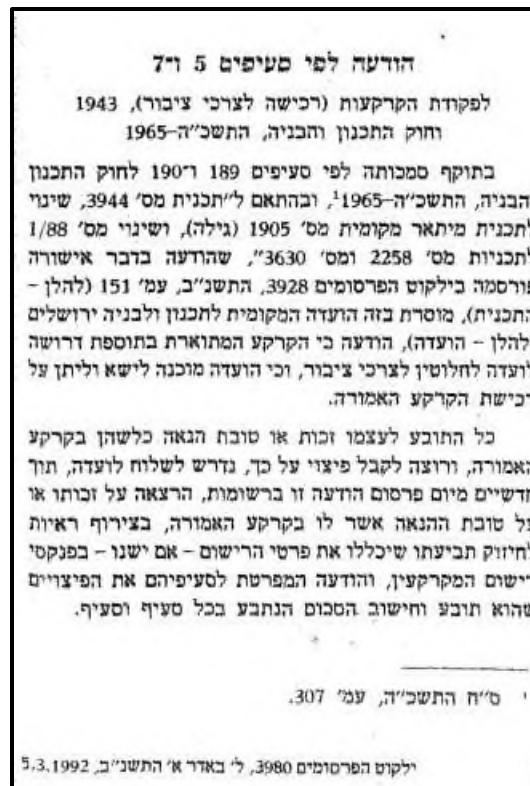 הודעה לפי סעיפים 5 ו־7
לפקודת הקרקעות (רכישה לצרכי ציבור), 1943
וחוק התכנון והבניה, התשכ״ה–1965
בתוקף סמכותה לפי סעיפים 189 ו־190 לחוק התכנון
הבניה, התשכ״ה–1965¹, ובהתאם ל״תכנית מס׳ 3944, שינוי
לתכנית מיתאר מקומית מס׳ 1905 (גילה), ושינוי מס׳ 1/88
לתכניות מס׳ 2258 ומס׳ 3630״, שהודעה בדבר אישורה
פורסמה בילקוט הפרסומים 3928, התשנ״ב, עמ׳ 151 (להלן –
התכנית), מוסרת בזה הועדה המקומית לתכנון ולבניה ירושלים
להלן – הועדה), הודעה כי הקרקע המתוארת בתוספת דרושה
לועדה לחלוטין לצרכי ציבור, וכי הועדה מוכנה לישא וליתן על
רכישת הקרקע האמורה.
כל התובע לעצמו זכות או טובת הנאה כלשהן בקרקע
האמורה, ורוצה לקבל פיצוי על כך, נדרש לשלוח לועדה, תוך
חדשיים מיום פרסום הודעה זו ברשומות, הרצאה על זכותו או
על טובת ההנאה אשר לו בקרקע האמורה, בצירוף ראיות
לחיזוק תביעתו שיכללו את פרטי הרישום – אם ישנו – בפנקסי
רישום המקרקעין, והודעה המפרטת לסעיפיהם את הפיצויים
שהוא תובע וחישוב הסכום הנתבע בכל סעיף וסעיף.
ס״ח התשכ״ה, עמ׳ 307.
ילקוט הפרסומים 3980, ל׳ באדר א׳ התשנ״ב, 5.3.1992